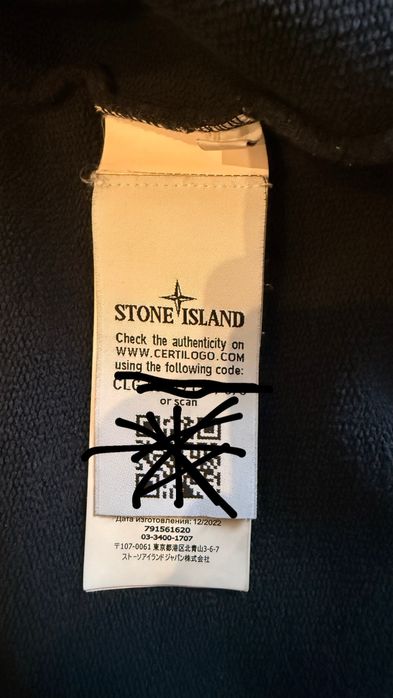 STONE ISLAND
Check the authenticity on
WWW.CERTILOGO.COM
using the following code:
or scan
Дата изготовления: 12/2022
791561620
03-3400-1707
〒107-0061 東京都港区北青山3-6-7
ストーンアイランドジャパン株式会社